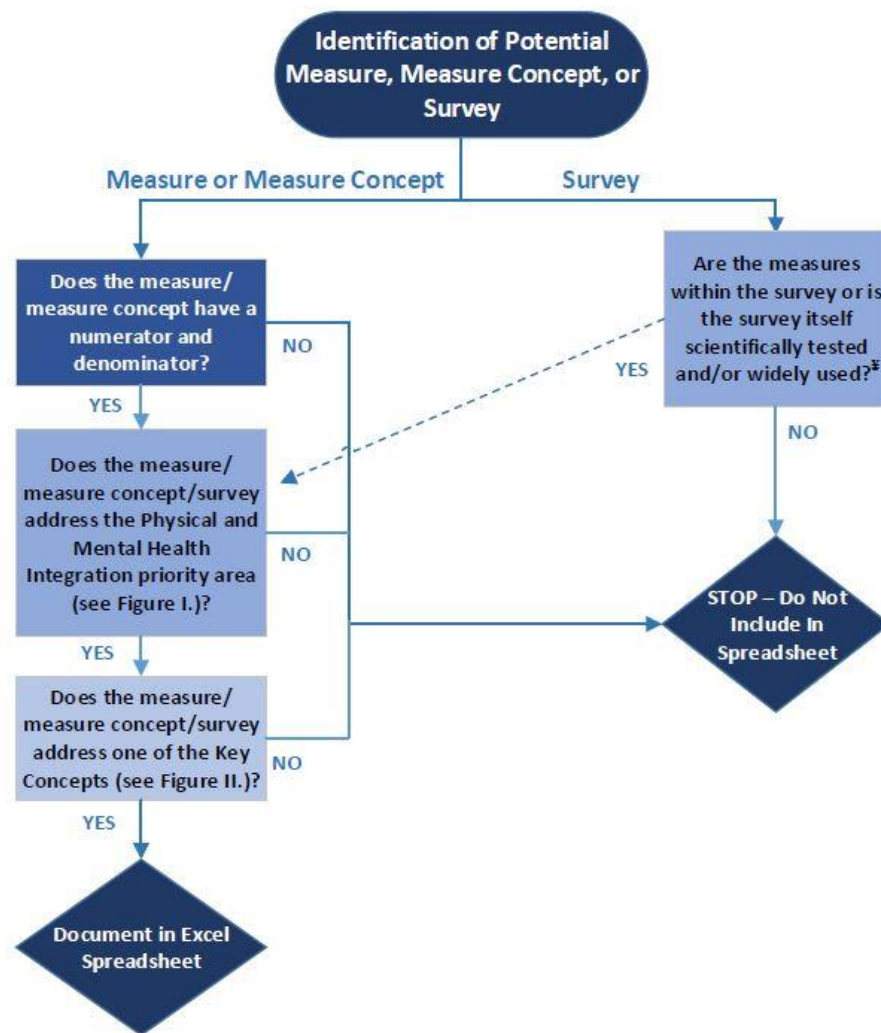 Identification of Potential
Measure, Measure Concept, or
Survey
Measure or Measure Concept
Survey
Does the measure/
measure concept have a
numerator and
denominator?
NO
YES
Are the measures
within the survey or is
the survey itself
scientifically tested
and/or widely used?¥
YES
NO
Does the measure/
measure concept/survey
address the Physical and
Mental Health
Integration priority area
(see Figure I.)?
NO
YES
STOP – Do Not
Include In
Spreadsheet
Does the measure/
measure concept/survey
address one of the Key
Concepts (see Figure II.)?
NO
YES
Document in Excel
Spreadsheet